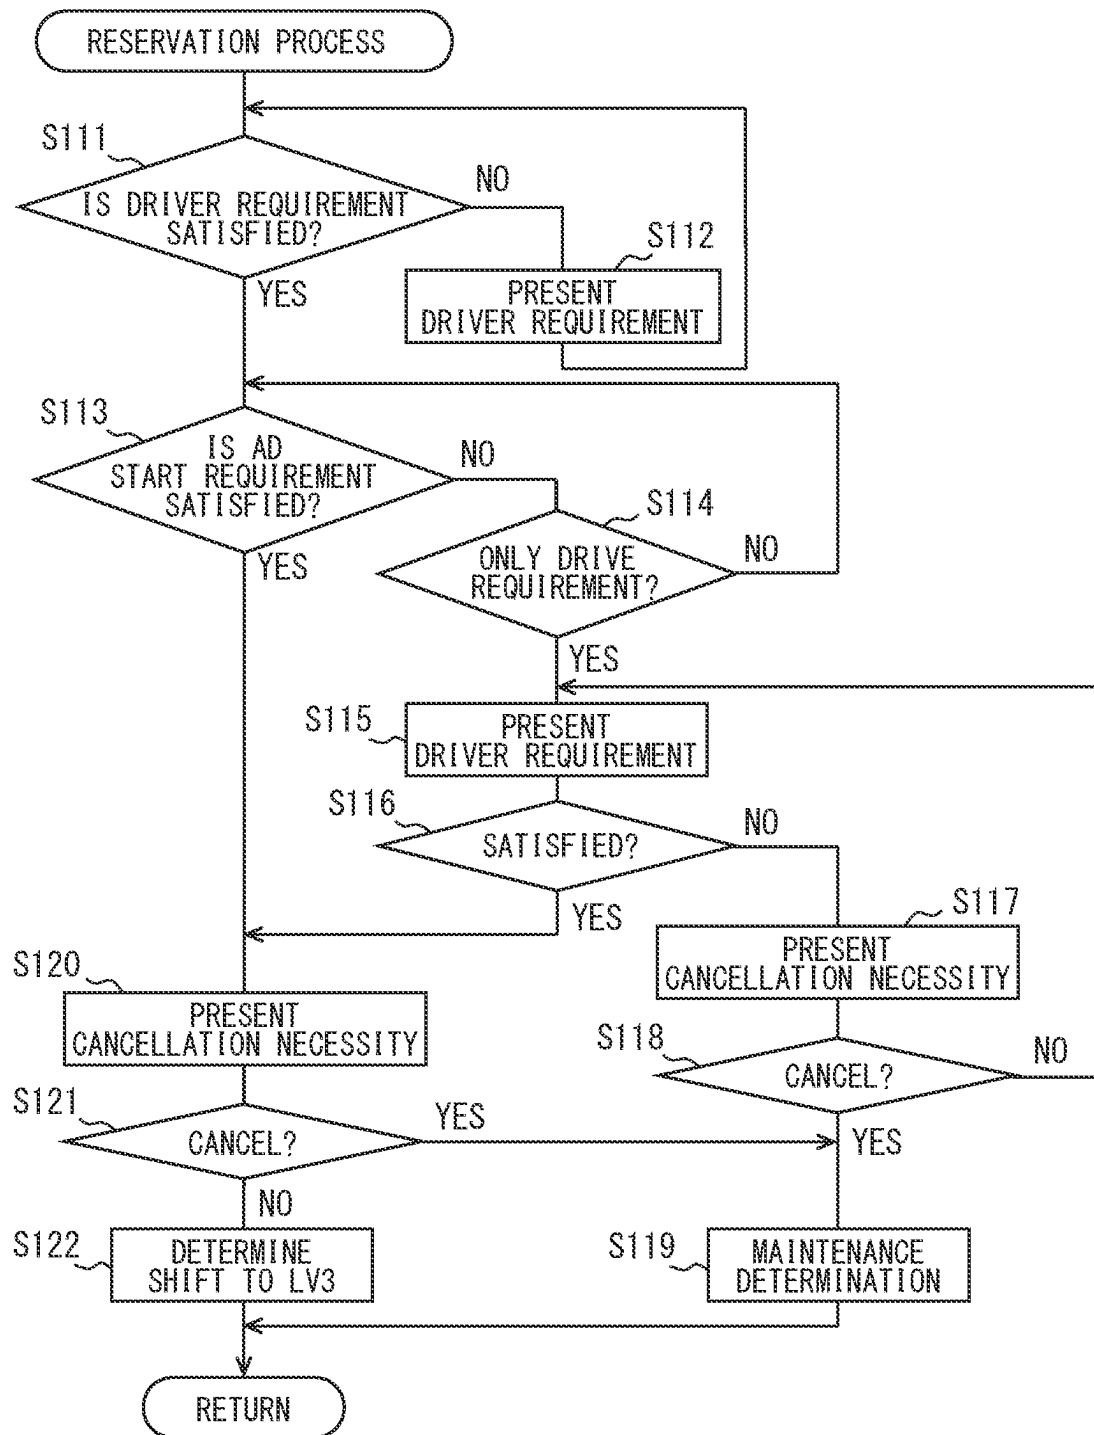 RESERVATION PROCESS
S111
IS DRIVER REQUIREMENT
SATISFIED?
NO
YES
S112
PRESENT
DRIVER REQUIREMENT
S113
IS AD
START REQUIREMENT
SATISFIED?
NO
YES
S114
ONLY DRIVE
REQUIREMENT?
NO
YES
S115
PRESENT
DRIVER REQUIREMENT
S116
SATISFIED?
NO
YES
S117
PRESENT
CANCELLATION NECESSITY
S118
CANCEL?
NO
YES
S120
PRESENT
CANCELLATION NECESSITY
S121
CANCEL?
YES
NO
S122
DETERMINE
SHIFT TO LV3
S119
MAINTENANCE
DETERMINATION
RETURN